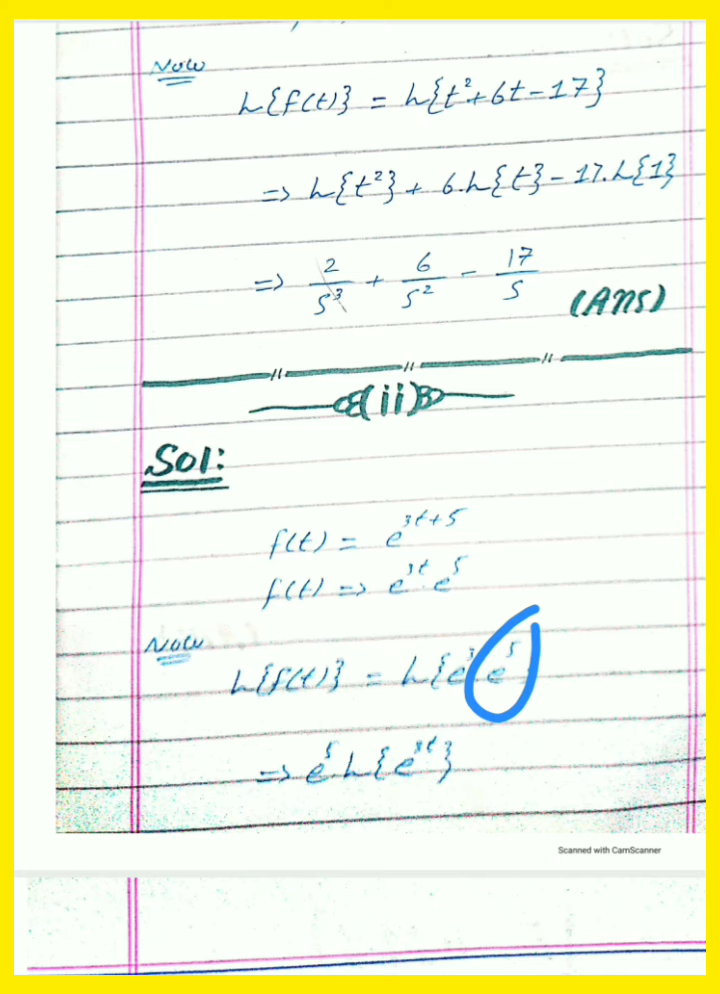 Now
L{f(t)} = L{t²+6t-17}
=> L{t²} + 6.L{t} - 17.L{1}
=> 2/s³ + 6/s² - 17/s (Ans)
(ii)
Sol:
f(t) = e^3t+5
f(t) => e^3t.e^5
Now
L{f(t)} = L{e^3 e^5}
=> e^5 L{e^3t}
Scanned with CamScanner